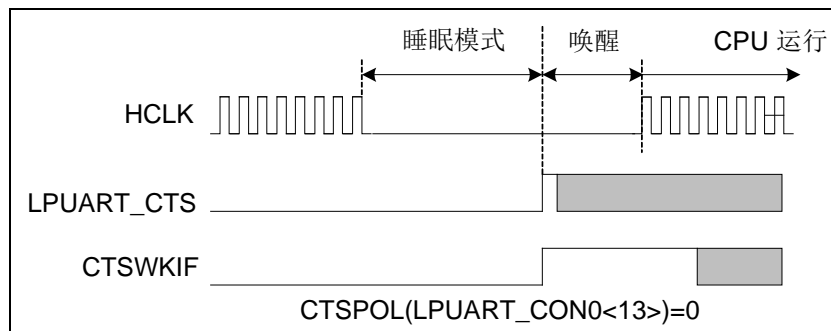 睡眠模式 唤醒 CPU 运行
HCLK
LPUART_CTS
CTSWKIF
CTSPOL(LPUART_CON0<13>)=0